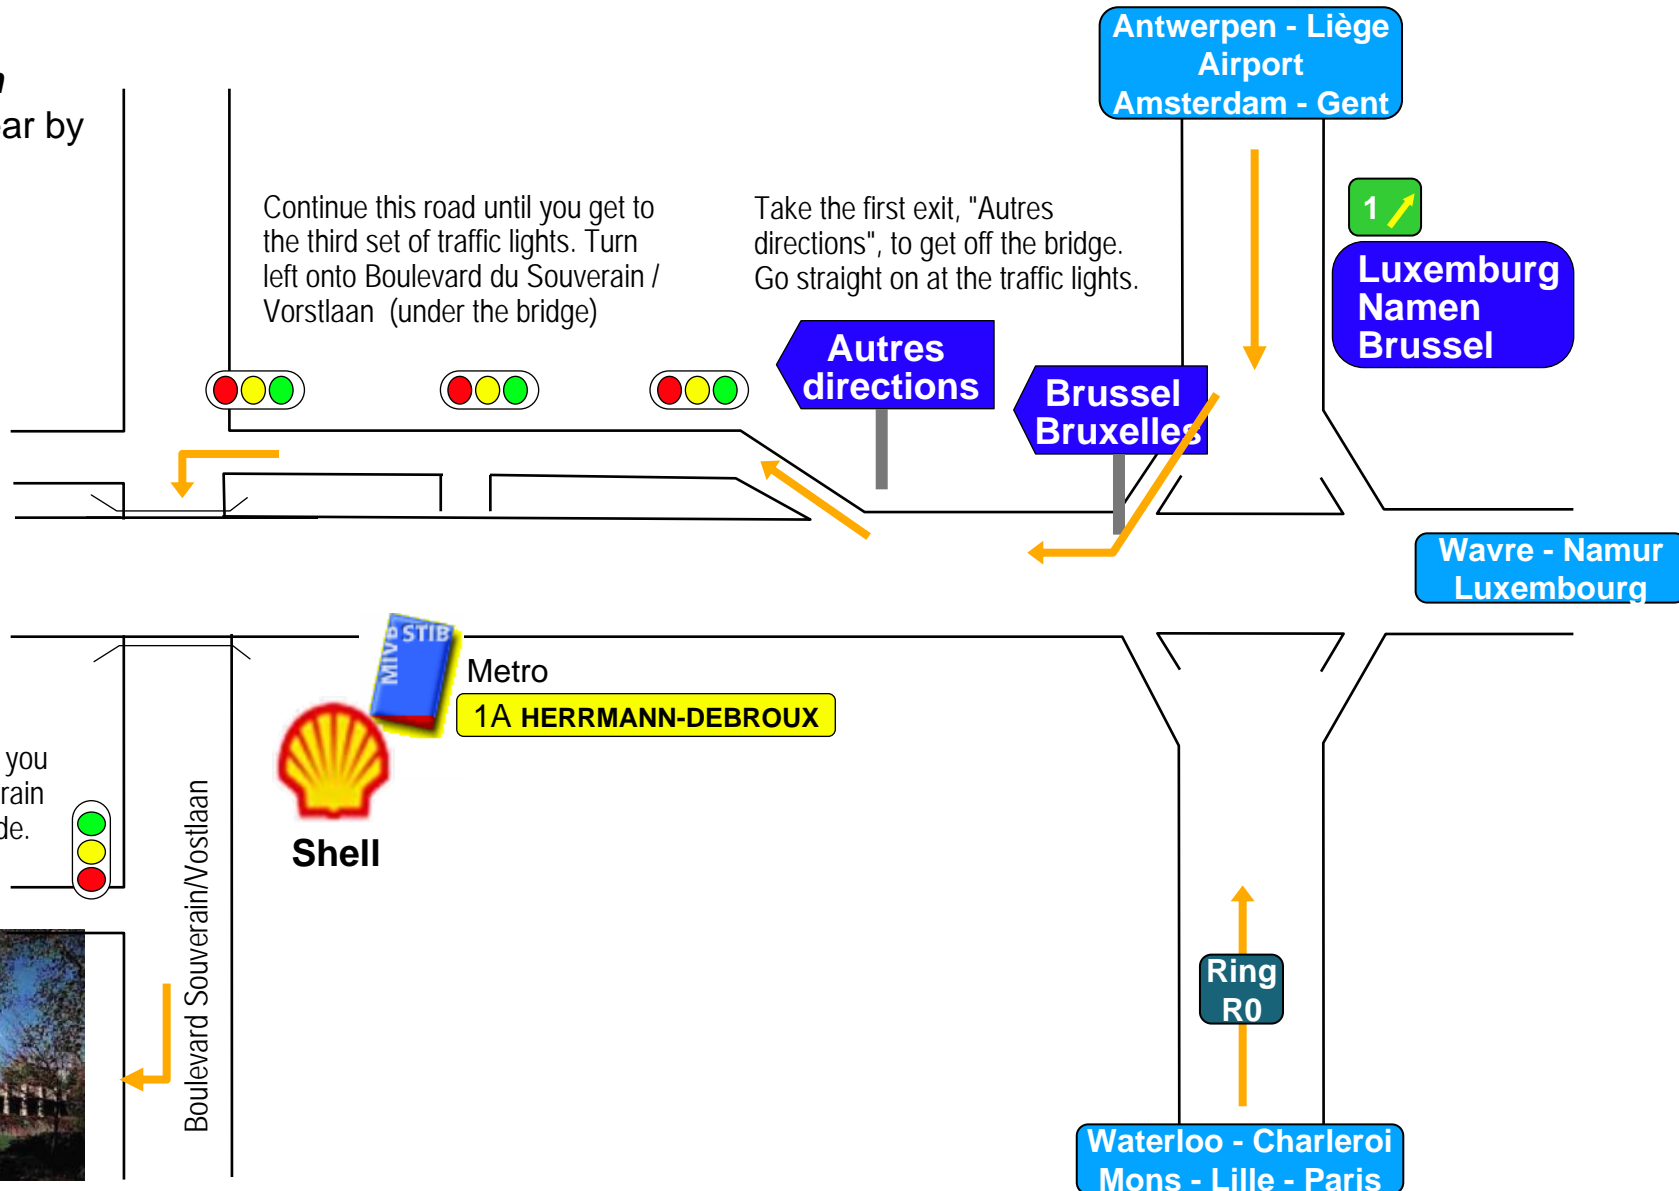 Antwerpen - Liège
Airport
Amsterdam - Gent
ar by
Continue this road until you get to
the third set of traffic lights. Turn
left onto Boulevard du Souverain /
Vorstlaan (under the bridge)
Take the first exit, "Autres
directions", to get off the bridge.
Go straight on at the traffic lights.
1
Luxemburg
Namen
Brussel
Autres
directions
Brussel
Bruxelles
Wavre - Namur
Luxembourg
MIVB STIB
Metro
1A HERRMANN-DEBROUX
Shell
you
rain
de.
Boulevard Souverain/Vostlaan
Ring
R0
Waterloo - Charleroi
Mons - Lille - Paris